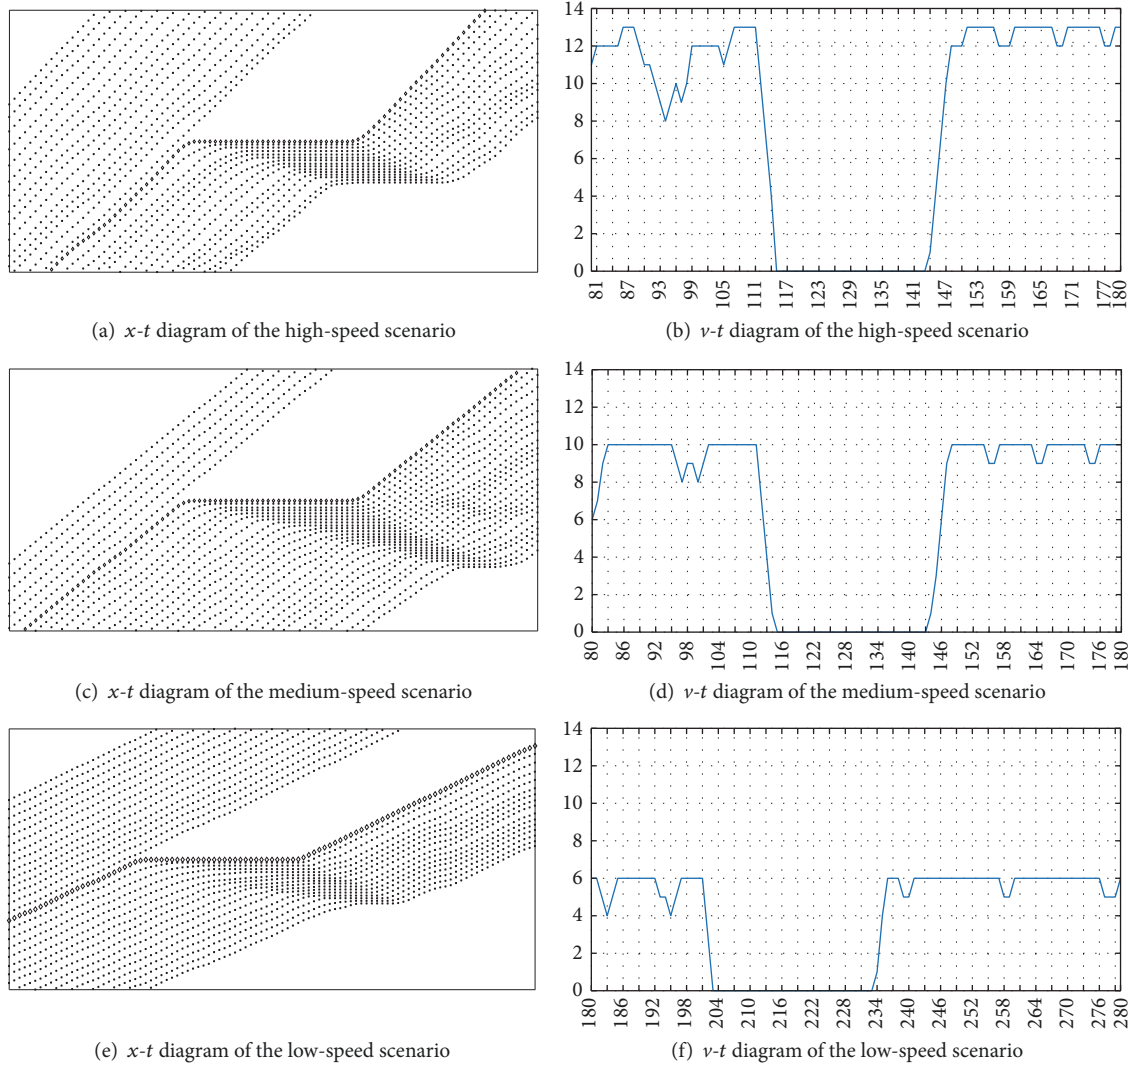 14
12
10
8
6
4
2
0
81 87 93 99 105 111 117 123 129 135 141 147 153 159 165 171 177 180
(a) x-t diagram of the high-speed scenario
(b) v-t diagram of the high-speed scenario
14
12
10
8
6
4
2
0
80 86 92 98 104 110 116 122 128 134 140 146 152 158 164 170 176 180
(c) x-t diagram of the medium-speed scenario
(d) v-t diagram of the medium-speed scenario
14
12
10
8
6
4
2
0
180 186 192 198 204 210 216 222 228 234 240 246 252 258 264 270 276 280
(e) x-t diagram of the low-speed scenario
(f) v-t diagram of the low-speed scenario